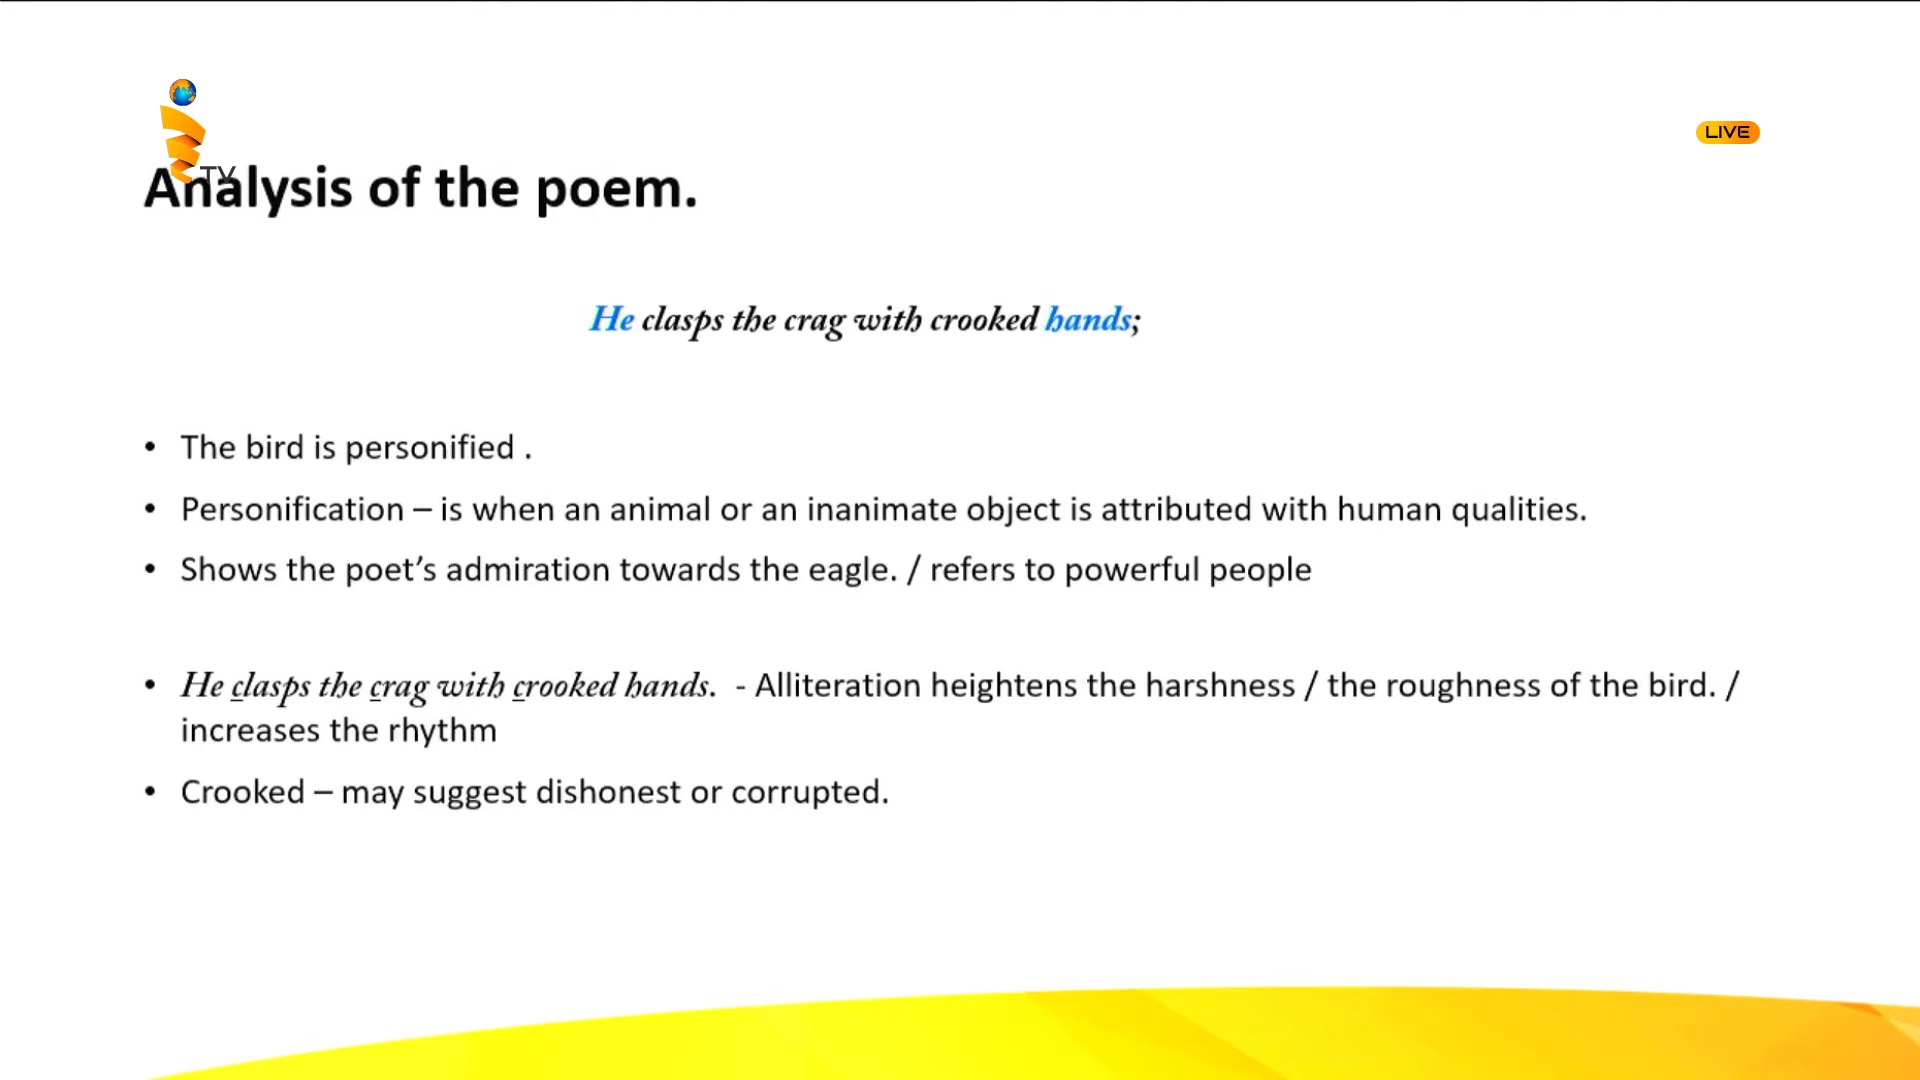 TV
LIVE
Analysis of the poem.
He clasps the crag with crooked hands;
• The bird is personified .
• Personification – is when an animal or an inanimate object is attributed with human qualities.
• Shows the poet’s admiration towards the eagle. / refers to powerful people
• He clasps the crag with crooked hands. - Alliteration heightens the harshness / the roughness of the bird. /
increases the rhythm
• Crooked – may suggest dishonest or corrupted.